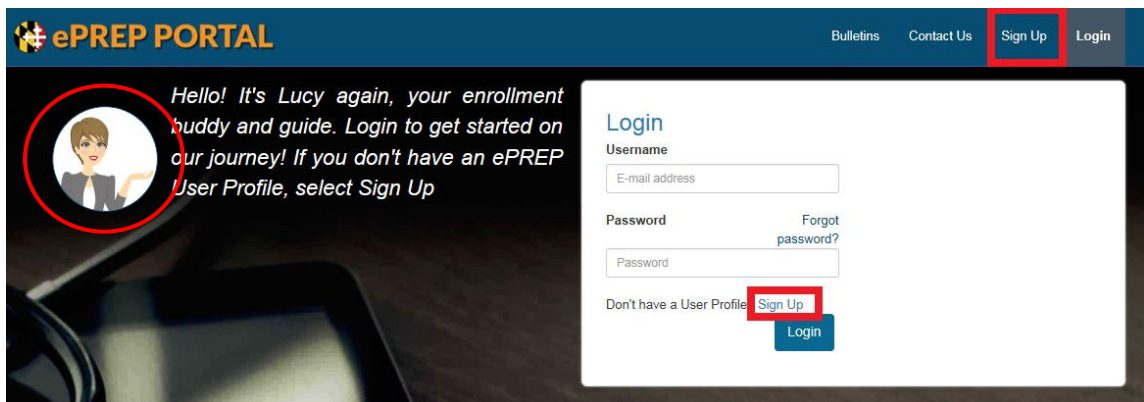 ePREP PORTAL
Bulletins Contact Us Sign Up Login
Hello! It's Lucy again, your enrollment
buddy and guide. Login to get started on
our journey! If you don't have an ePREP
User Profile, select Sign Up
Login
Username
E-mail address
Password Forgot
password?
Password
Don't have a User Profile Sign Up
Login